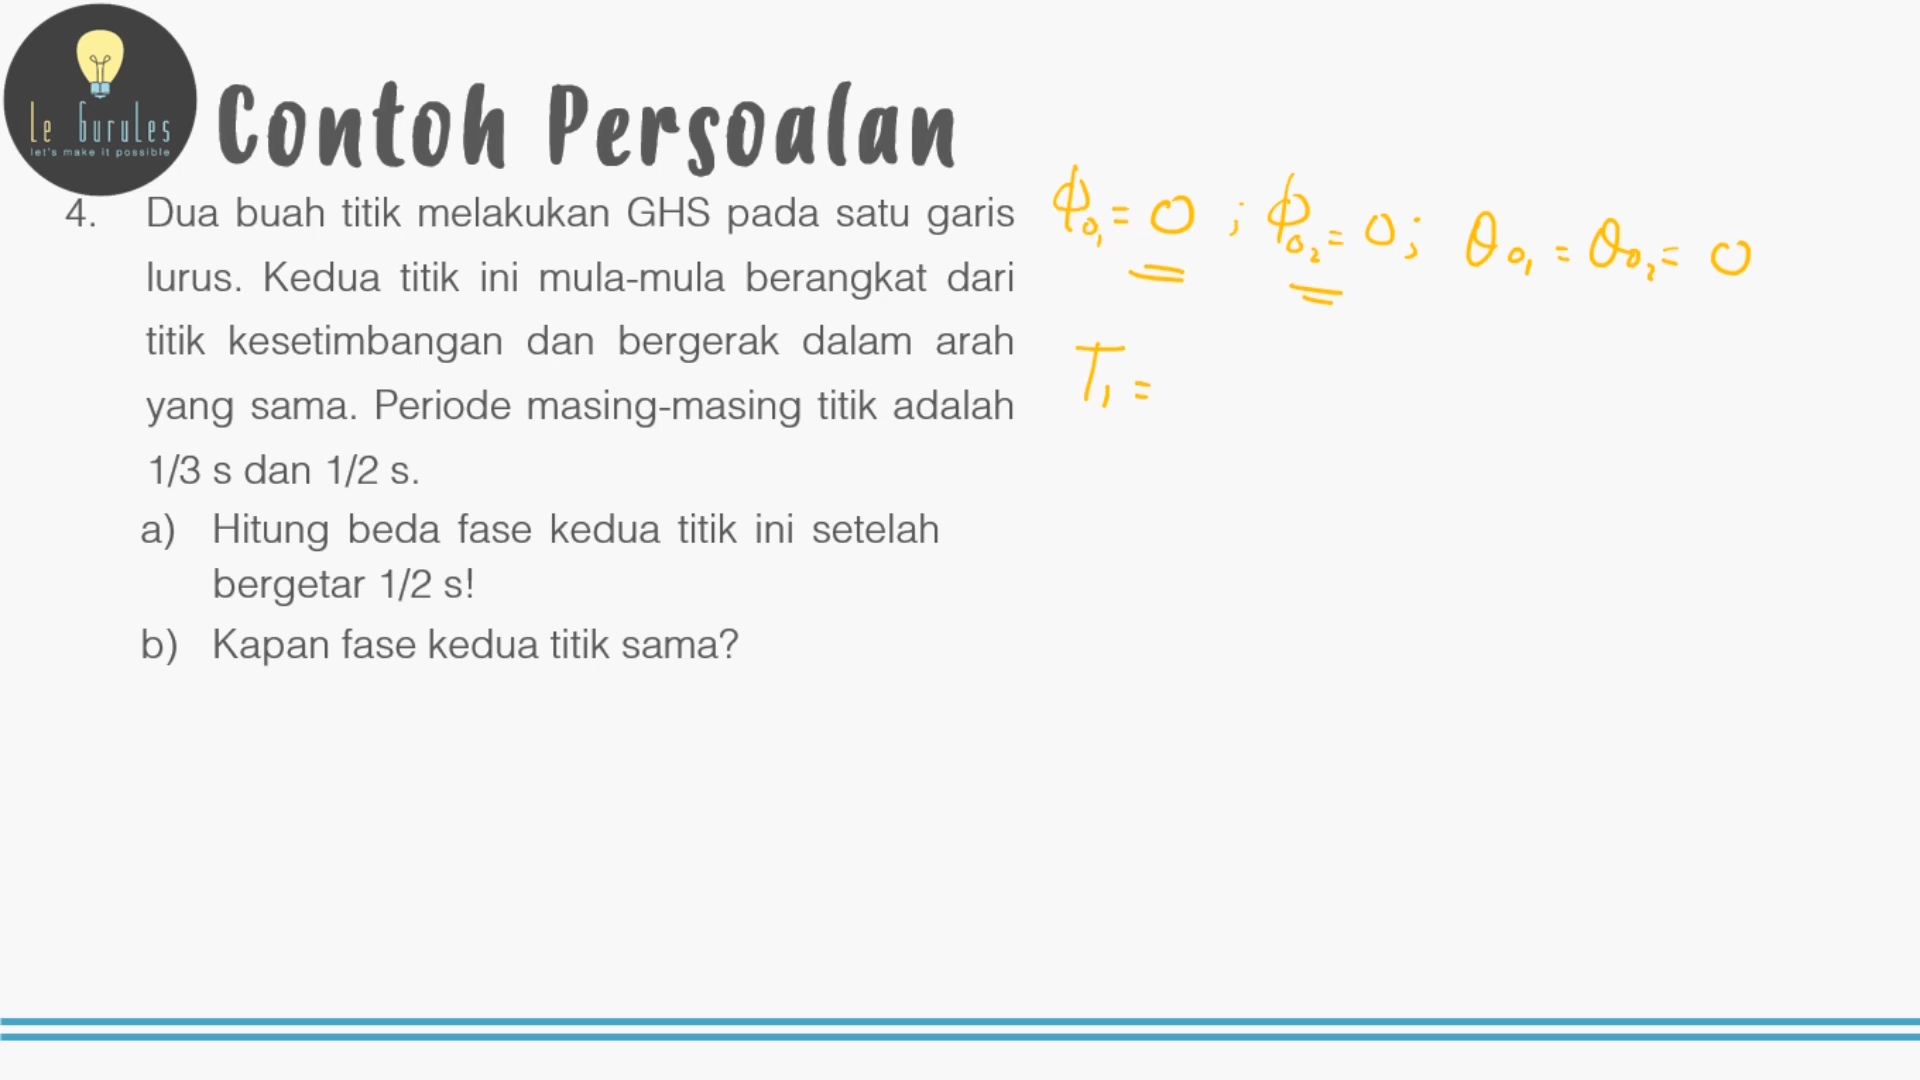 le gurules
let's make it possible
Contoh Persoalan
4. Dua buah titik melakukan GHS pada satu garis
lurus. Kedua titik ini mula-mula berangkat dari
titik kesetimbangan dan bergerak dalam arah
yang sama. Periode masing-masing titik adalah
1/3 s dan 1/2 s.
a) Hitung beda fase kedua titik ini setelah
bergetar 1/2 s!
b) Kapan fase kedua titik sama?
ϕ₀₁ = 0 ; ϕ₀₂ = 0; θ₀₁ = θ₀₂ = 0
T₁ =